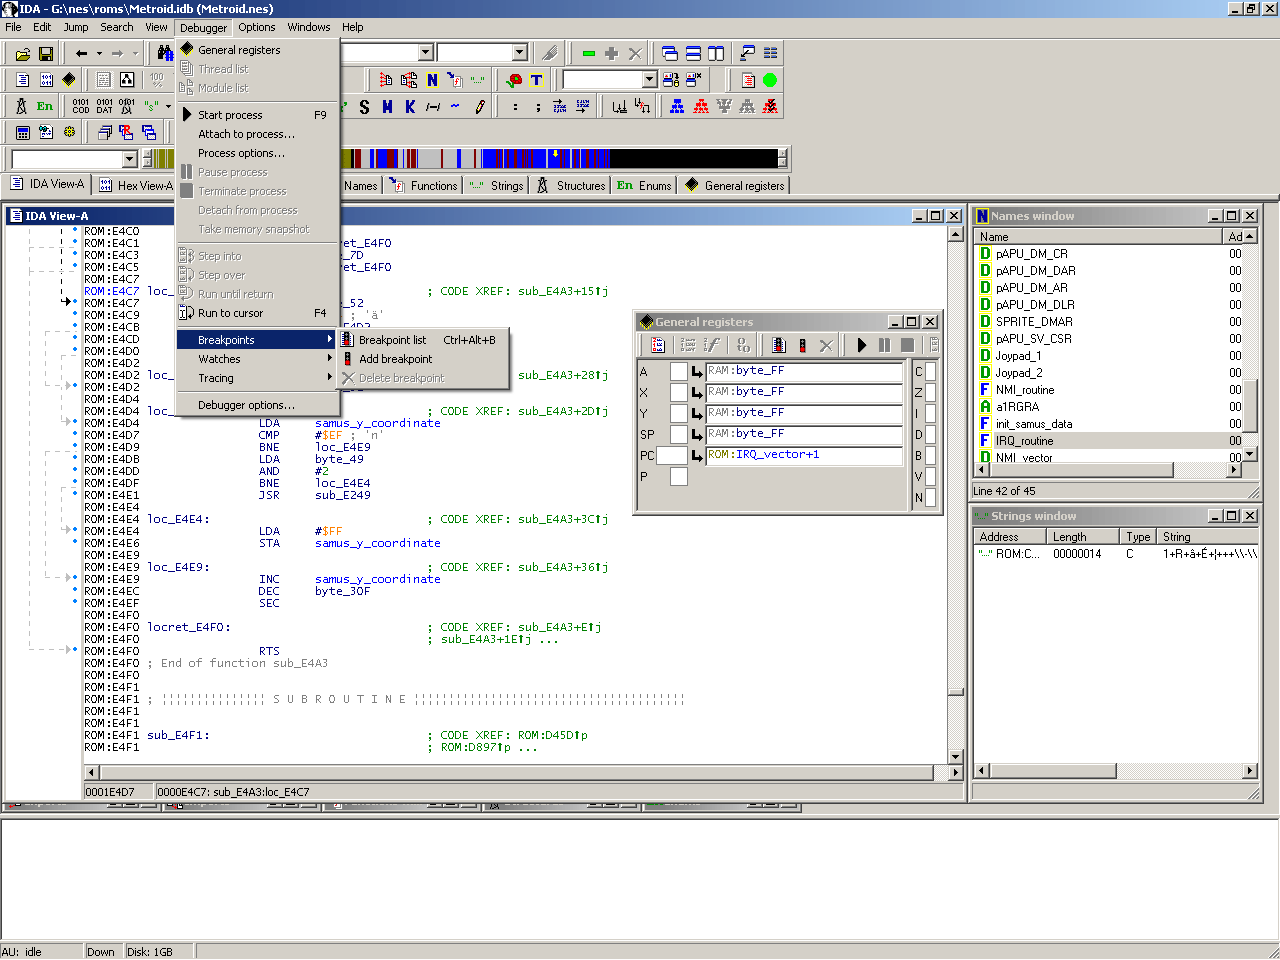 IDA - G:\nes\roms\Metroid.idb (Metroid.nes)
File Edit Jump Search View Debugger Options Windows Help
General registers
Thread list
Module list
Start process F9
Attach to process...
Process options...
Pause process
Terminate process
Detach from process
Take memory snapshot
Step into
Step over
Run until return
Run to cursor F4
Breakpoints
Watches
Tracing
Debugger options...
Breakpoint list Ctrl+Alt+B
Add breakpoint
Delete breakpoint
IDA View-A Hex View-A Names Functions Strings Structures En Enums General registers
IDA View-A
ROM:E4C0
ROM:E4C1 cret_E4F0
ROM:E4C3 e_7D
ROM:E4C5 cret_E4F0
ROM:E4C7
ROM:E4C7 loc_ ; CODE XREF: sub_E4A3+15↑j
ROM:E4C7 e_52
ROM:E4C9 ; 'ä'
ROM:E4CB
ROM:E4CD
ROM:E4D0
ROM:E4D2
ROM:E4D2 loc_ ; CODE XREF: sub_E4A3+28↑j
ROM:E4D2
ROM:E4D4
ROM:E4D4 loc_ ; CODE XREF: sub_E4A3+2D↑j
ROM:E4D4 LDA samus_y_coordinate
ROM:E4D7 CMP #$EF ; 'n'
ROM:E4D9 BNE loc_E4E9
ROM:E4DB LDA byte_49
ROM:E4DD AND #2
ROM:E4DF BNE loc_E4E4
ROM:E4E1 JSR sub_E249
ROM:E4E4
ROM:E4E4 loc_E4E4: ; CODE XREF: sub_E4A3+3C↑j
ROM:E4E4 LDA #$FF
ROM:E4E6 STA samus_y_coordinate
ROM:E4E9
ROM:E4E9 loc_E4E9: ; CODE XREF: sub_E4A3+36↑j
ROM:E4E9 INC samus_y_coordinate
ROM:E4EC DEC byte_30F
ROM:E4EF SEC
ROM:E4F0
ROM:E4F0 locret_E4F0: ; CODE XREF: sub_E4A3+E↑j
ROM:E4F0 ; sub_E4A3+1E↑j ...
ROM:E4F0 RTS
ROM:E4F0 ; End of function sub_E4A3
ROM:E4F0
ROM:E4F1
ROM:E4F1 ; ¦¦¦¦¦¦¦¦¦¦¦¦¦¦¦ S U B R O U T I N E ¦¦¦¦¦¦¦¦¦¦¦¦¦¦¦¦¦¦¦¦¦¦¦¦¦¦¦¦¦¦¦¦¦¦¦¦¦¦¦
ROM:E4F1
ROM:E4F1
ROM:E4F1 sub_E4F1: ; CODE XREF: ROM:D45D↑p
ROM:E4F1 ; ROM:D897↑p ...
0001E4D7 0000E4C7: sub_E4A3:loc_E4C7
General registers
A RAM:byte_FF C
X RAM:byte_FF Z
Y RAM:byte_FF I
SP RAM:byte_FF D
PC ROM:IRQ_vector+1 B
P V
N
Names window
Name Ad
pAPU_DM_CR 00
pAPU_DM_DAR 00
pAPU_DM_AR 00
pAPU_DM_DLR 00
SPRITE_DMAR 00
pAPU_SV_CSR 00
Joypad_1 00
Joypad_2 00
NMI_routine 00
a1RGRA 00
init_samus_data 00
IRQ_routine 00
NMI_vector 00
Line 42 of 45
Strings window
Address Length Type String
ROM:C... 00000014 C 1+R+â+É+¦+++\\-\\
AU: idle Down Disk: 1GB